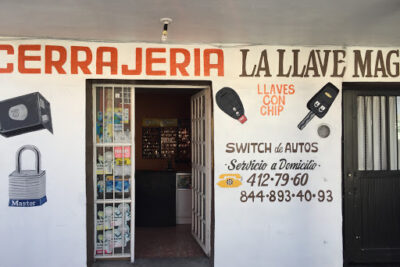 CERRAJERIA LA LLAVE MAG
LLAVES
CON
CHIP
SWITCH de AUTOS
Servicio a Domicilio
412-79-60
844-893-40-93
Master